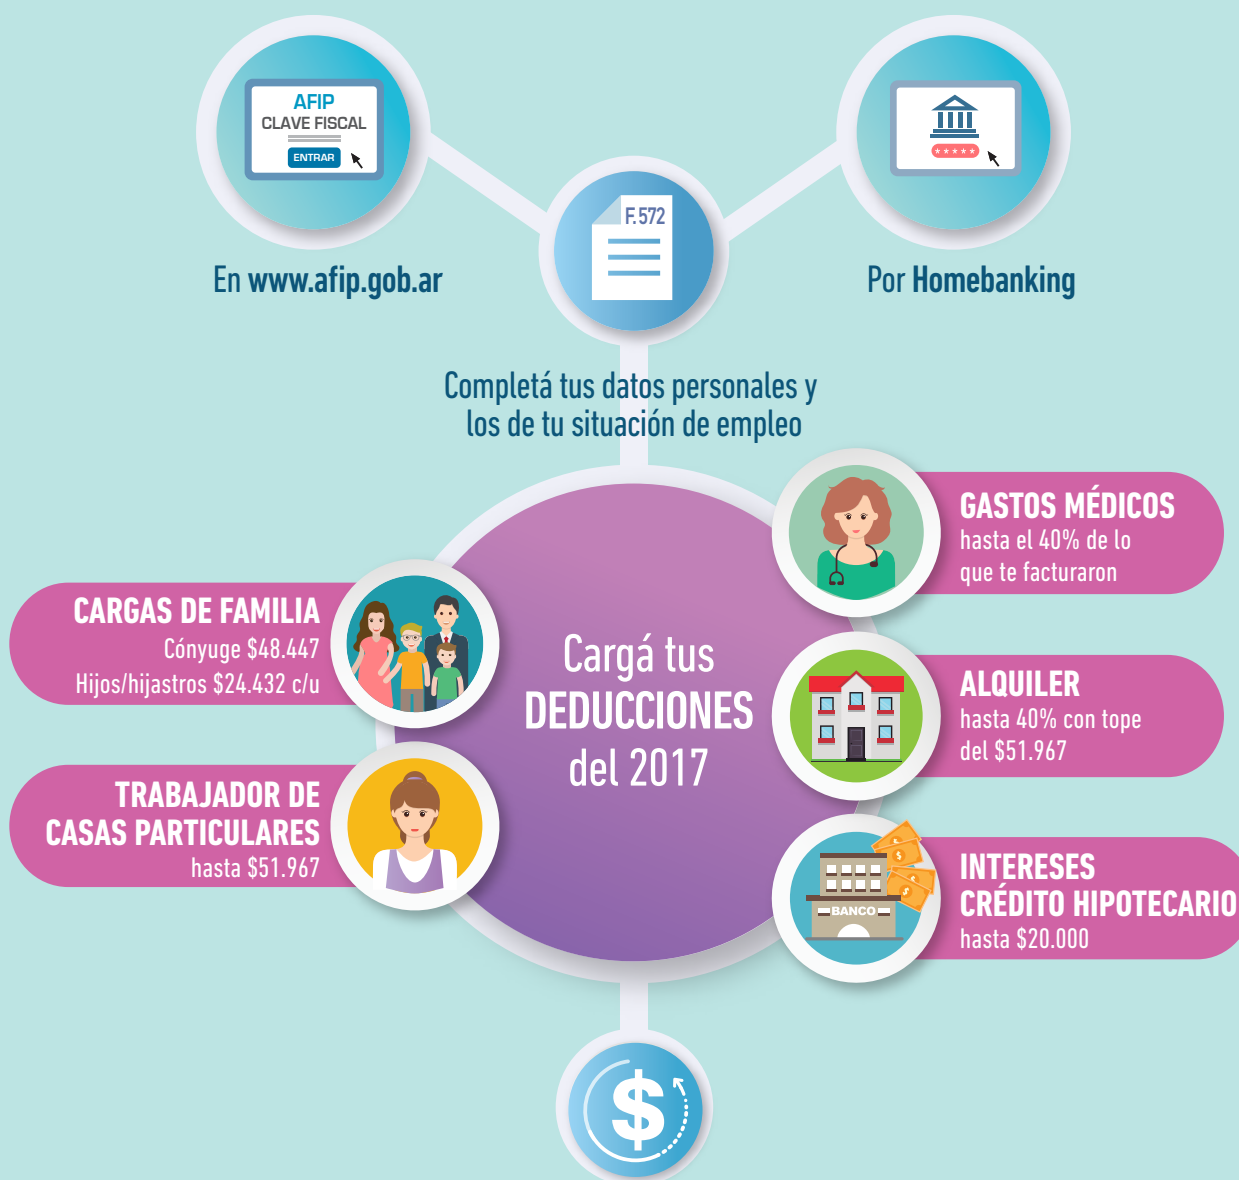 AFIP
CLAVE FISCAL
ENTRAR
*****
F.572
En www.afip.gob.ar
Por Homebanking
Completá tus datos personales y
los de tu situación de empleo
Cargá tus
DEDUCCIONES
del 2017
CARGAS DE FAMILIA
Cónyuge $48.447
Hijos/hijastros $24.432 c/u
TRABAJADOR DE
CASAS PARTICULARES
hasta $51.967
GASTOS MÉDICOS
hasta el 40% de lo
que te facturaron
ALQUILER
hasta 40% con tope
del $51.967
BANCO
INTERESES
CRÉDITO HIPOTECARIO
hasta $20.000
$